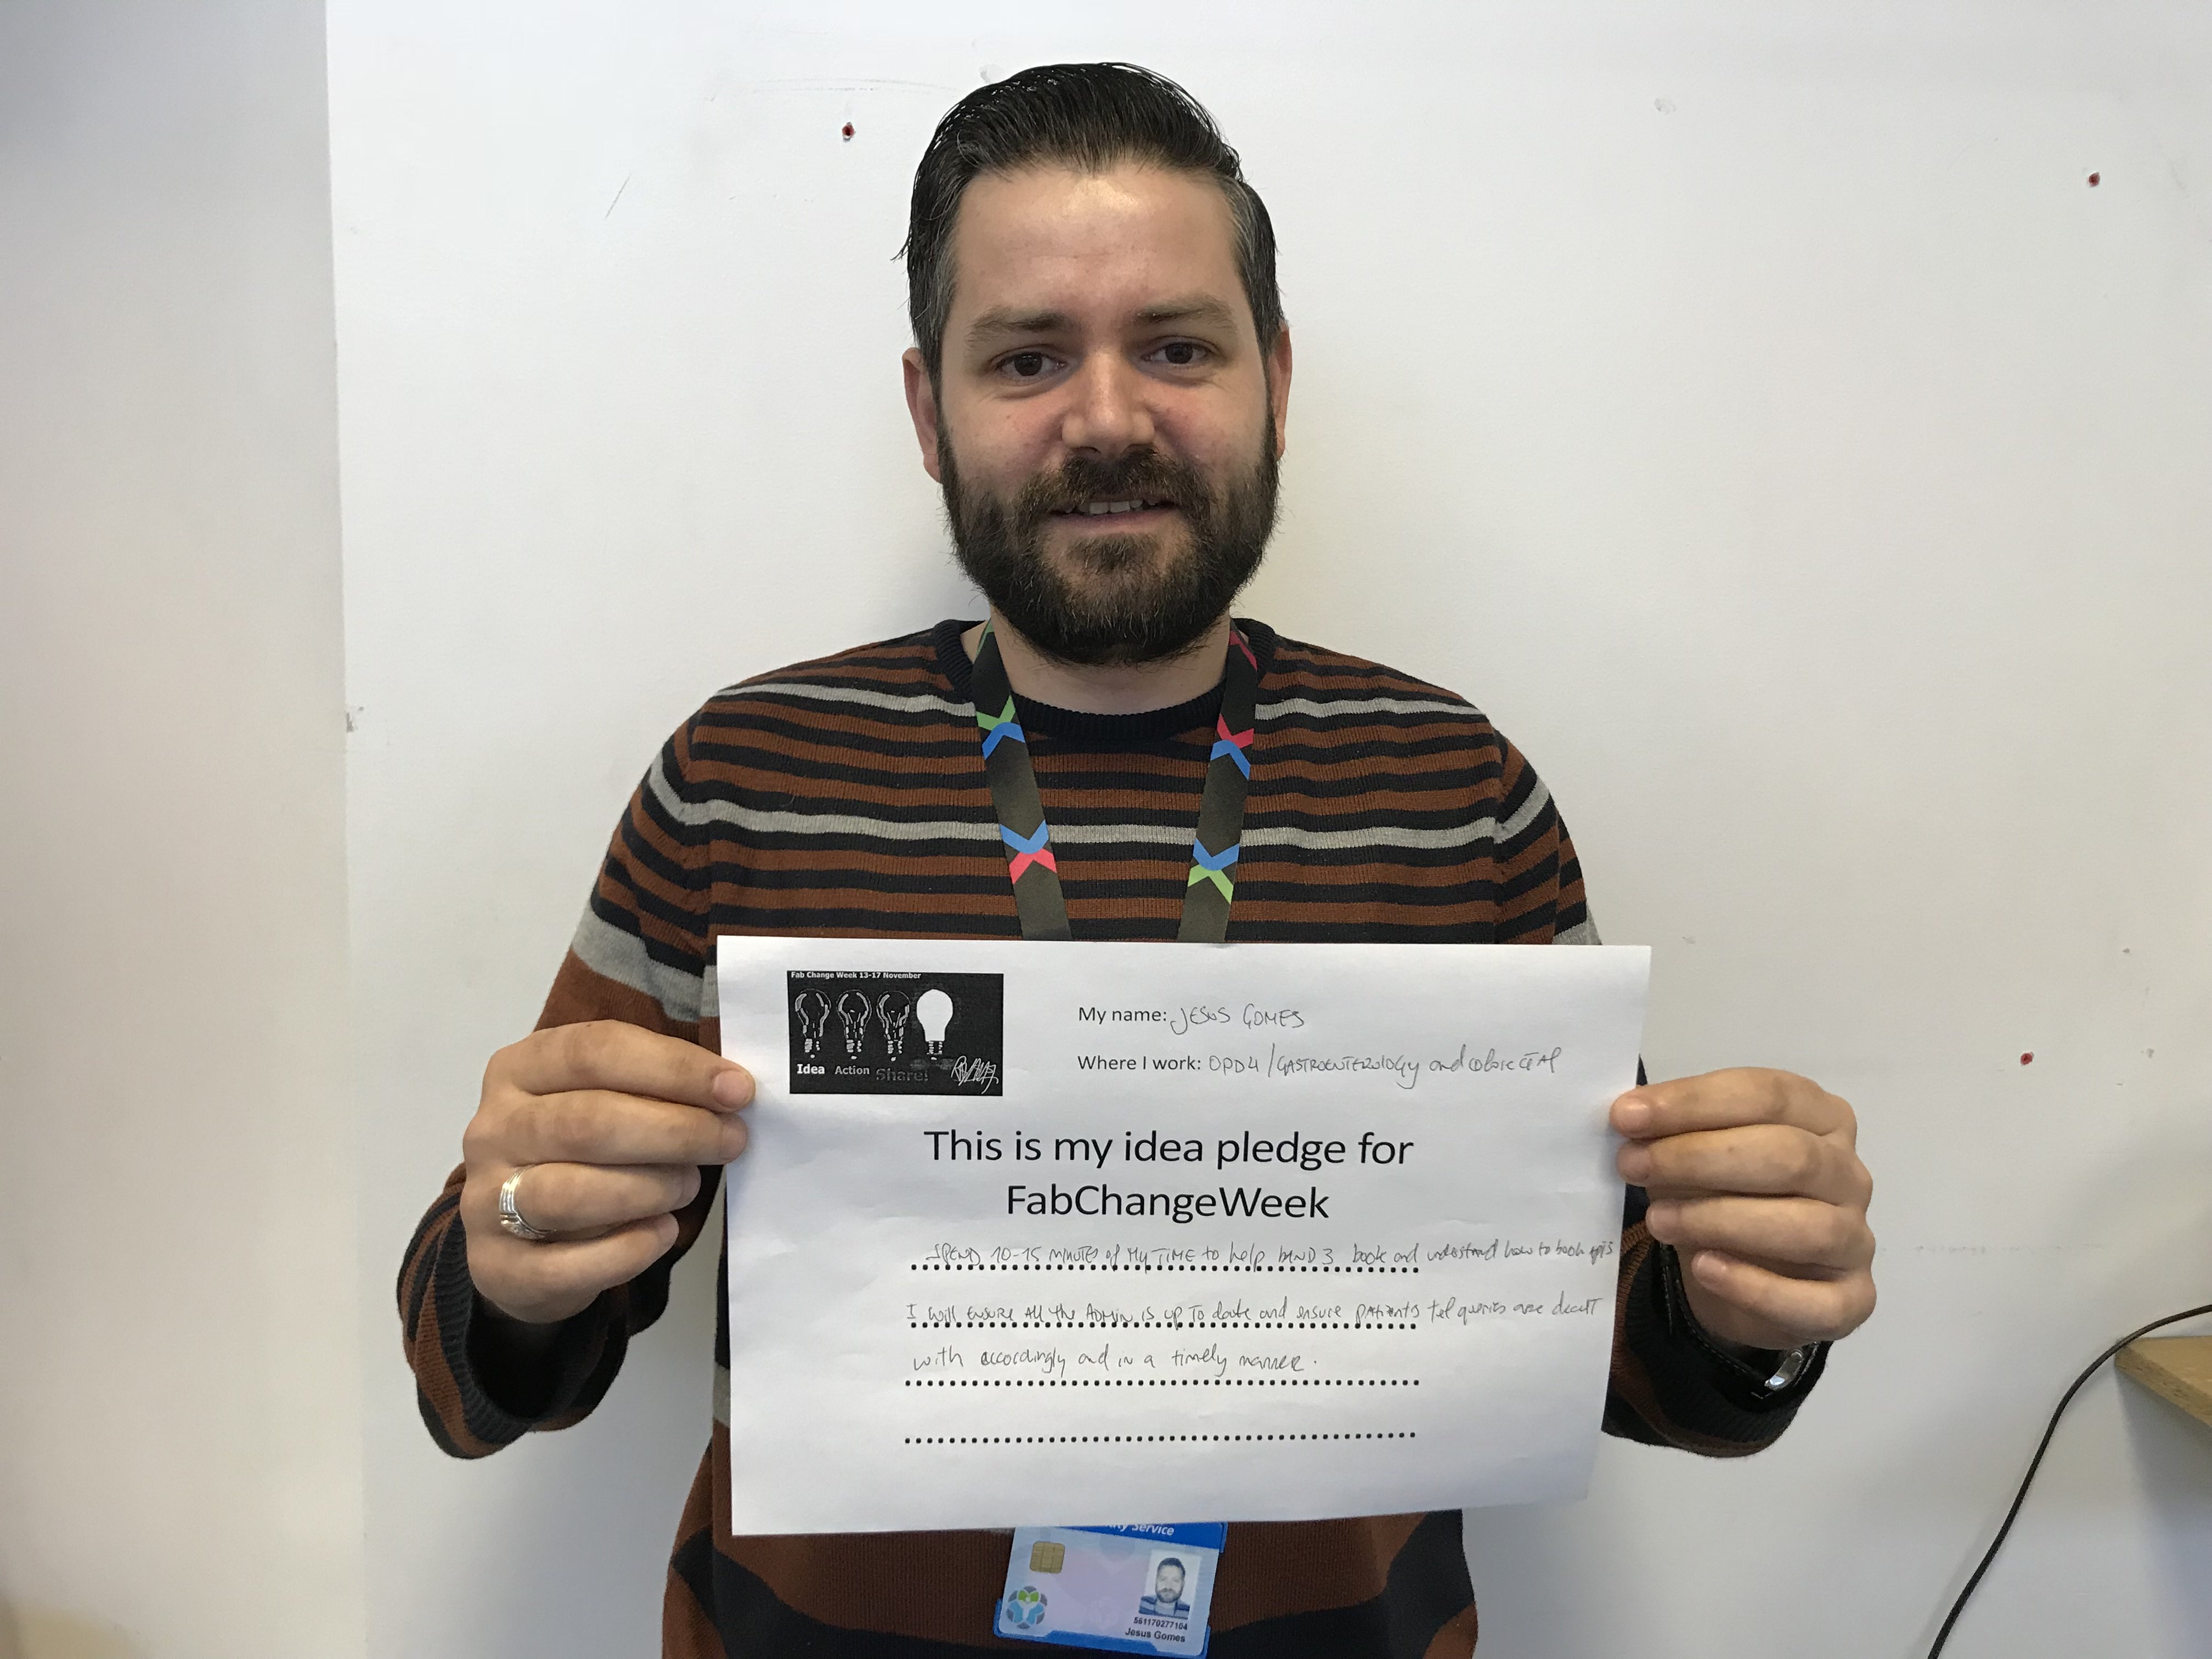 Fab Change Week 13-17 November
Idea Action Share!
My name: JESUS GOMES
Where I work: OPD4 / GASTROENTEROLOGY and colorectal
This is my idea pledge for
FabChangeWeek
SPEND 10-15 minutes of my TIME to help BAND 3 book and understand how to book
I will ensure all the ADMIN is up To date and ensure patients tel queries are dealt
with accordingly and in a timely manner.
Service
561170277104
Jesus Gomes